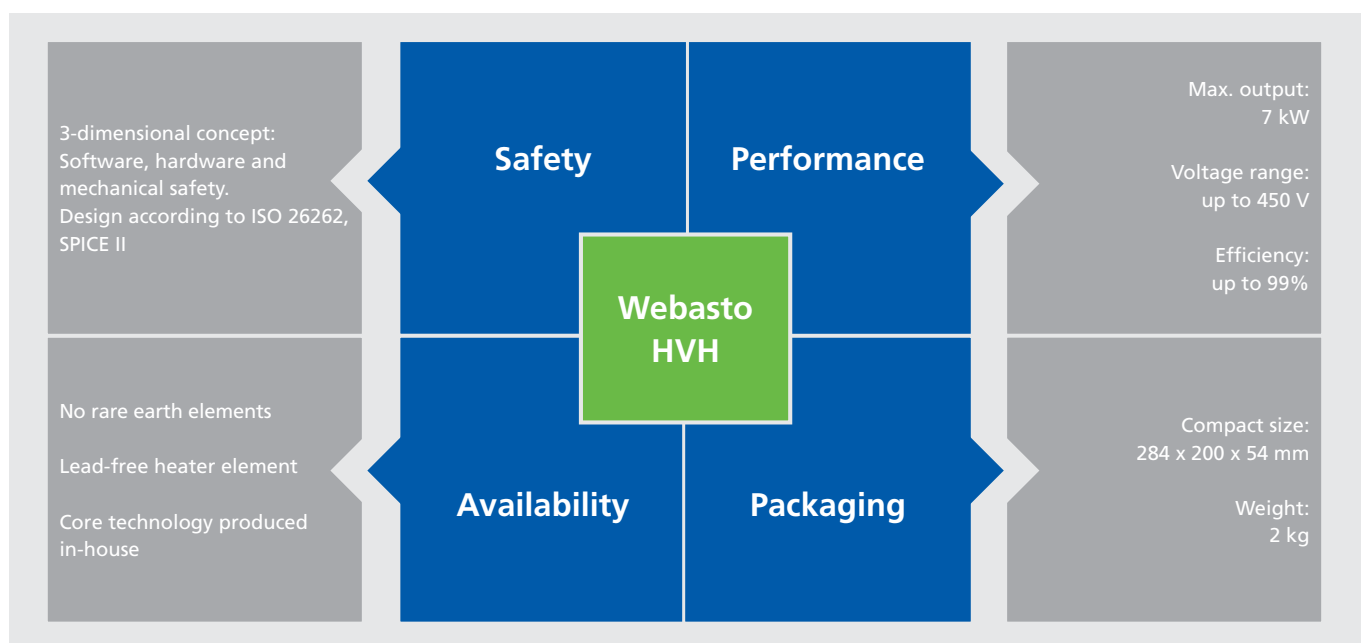 3-dimensional concept:
Software, hardware and
mechanical safety.
Design according to ISO 26262,
SPICE II
Safety
Performance
Max. output:
7 kW
Voltage range:
up to 450 V
Efficiency:
up to 99%
Webasto
HVH
No rare earth elements
Lead-free heater element
Core technology produced
in-house
Availability
Packaging
Compact size:
284 x 200 x 54 mm
Weight:
2 kg